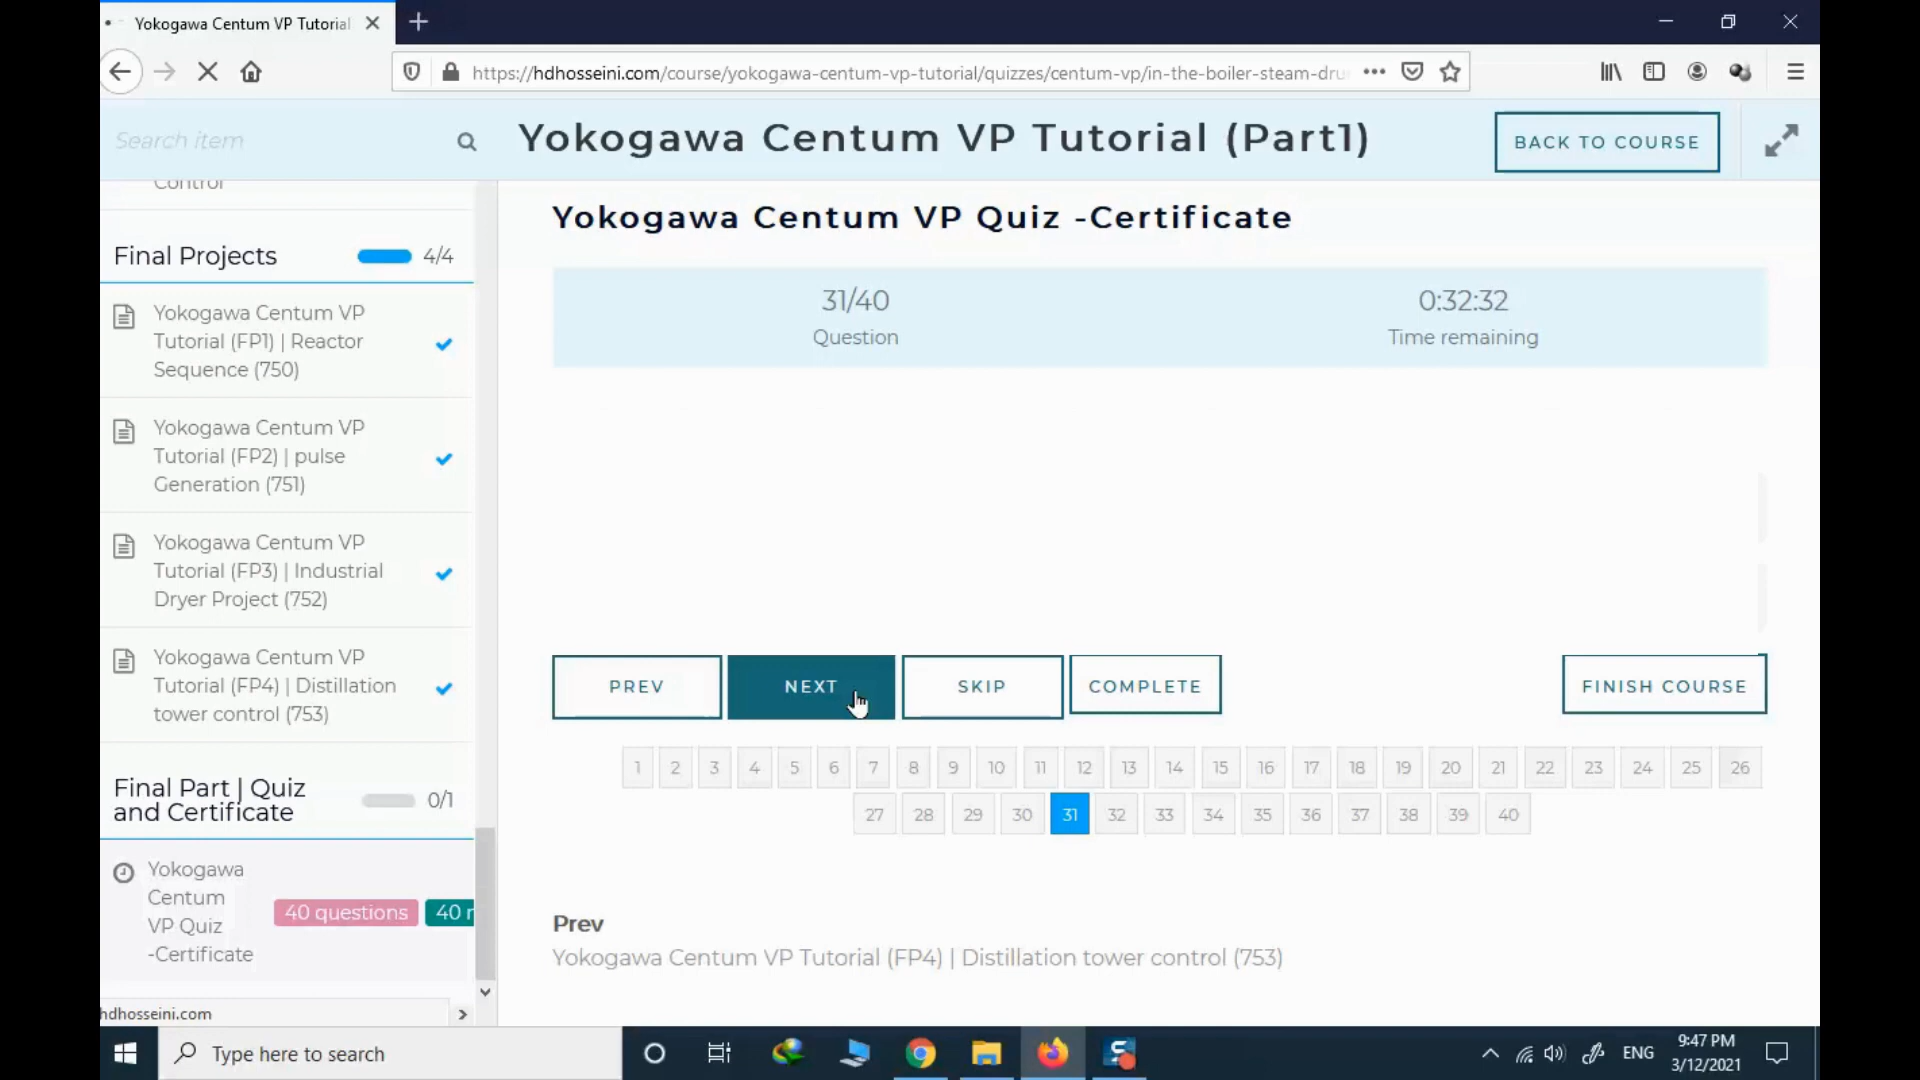 Yokogawa Centum VP Tutorial
https://hdhosseini.com/course/yokogawa-centum-vp-tutorial/quizzes/centum-vp/in-the-boiler-steam-dru
Search item
Yokogawa Centum VP Tutorial (Part1)
BACK TO COURSE
Control
Final Projects 4/4
Yokogawa Centum VP
Tutorial (FP1) | Reactor
Sequence (750)
Yokogawa Centum VP
Tutorial (FP2) | pulse
Generation (751)
Yokogawa Centum VP
Tutorial (FP3) | Industrial
Dryer Project (752)
Yokogawa Centum VP
Tutorial (FP4) | Distillation
tower control (753)
Final Part | Quiz
and Certificate
0/1
Yokogawa
Centum
VP Quiz
-Certificate
40 questions
40
hdhosseini.com
Yokogawa Centum VP Quiz -Certificate
31/40
Question
0:32:32
Time remaining
PREV NEXT SKIP COMPLETE FINISH COURSE
1 2 3 4 5 6 7 8 9 10 11 12 13 14 15 16 17 18 19 20 21 22 23 24 25 26
27 28 29 30 31 32 33 34 35 36 37 38 39 40
Prev
Yokogawa Centum VP Tutorial (FP4) | Distillation tower control (753)
Type here to search
ENG
9:47 PM
3/12/2021